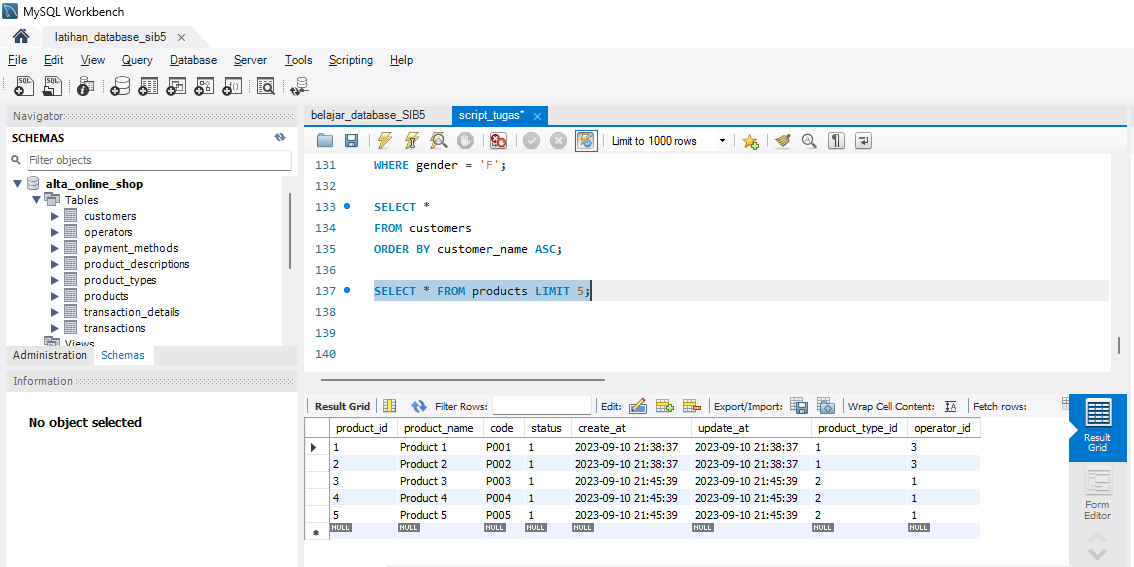 MySQL Workbench
latihan_database_sib5
File Edit View Query Database Server Tools Scripting Help
Navigator
SCHEMAS
Filter objects
alta_online_shop
Tables
customers
operators
payment_methods
product_descriptions
product_types
products
transaction_details
transactions
Views
Administration Schemas
Information
No object selected
belajar_database_SIB5 script_tugas*
Limit to 1000 rows
131 WHERE gender = 'F';
132
133 SELECT *
134 FROM customers
135 ORDER BY customer_name ASC;
136
137 SELECT * FROM products LIMIT 5;
138
139
140
Result Grid Filter Rows: Edit: Export/Import: Wrap Cell Content: Fetch rows:
product_id product_name code status create_at update_at product_type_id operator_id
1 Product 1 P001 1 2023-09-10 21:38:37 2023-09-10 21:38:37 1 3
2 Product 2 P002 1 2023-09-10 21:38:37 2023-09-10 21:38:37 1 3
3 Product 3 P003 1 2023-09-10 21:45:39 2023-09-10 21:45:39 2 1
4 Product 4 P004 1 2023-09-10 21:45:39 2023-09-10 21:45:39 2 1
5 Product 5 P005 1 2023-09-10 21:45:39 2023-09-10 21:45:39 2 1
NULL NULL NULL NULL NULL NULL NULL NULL
Result
Grid
Form
Editor